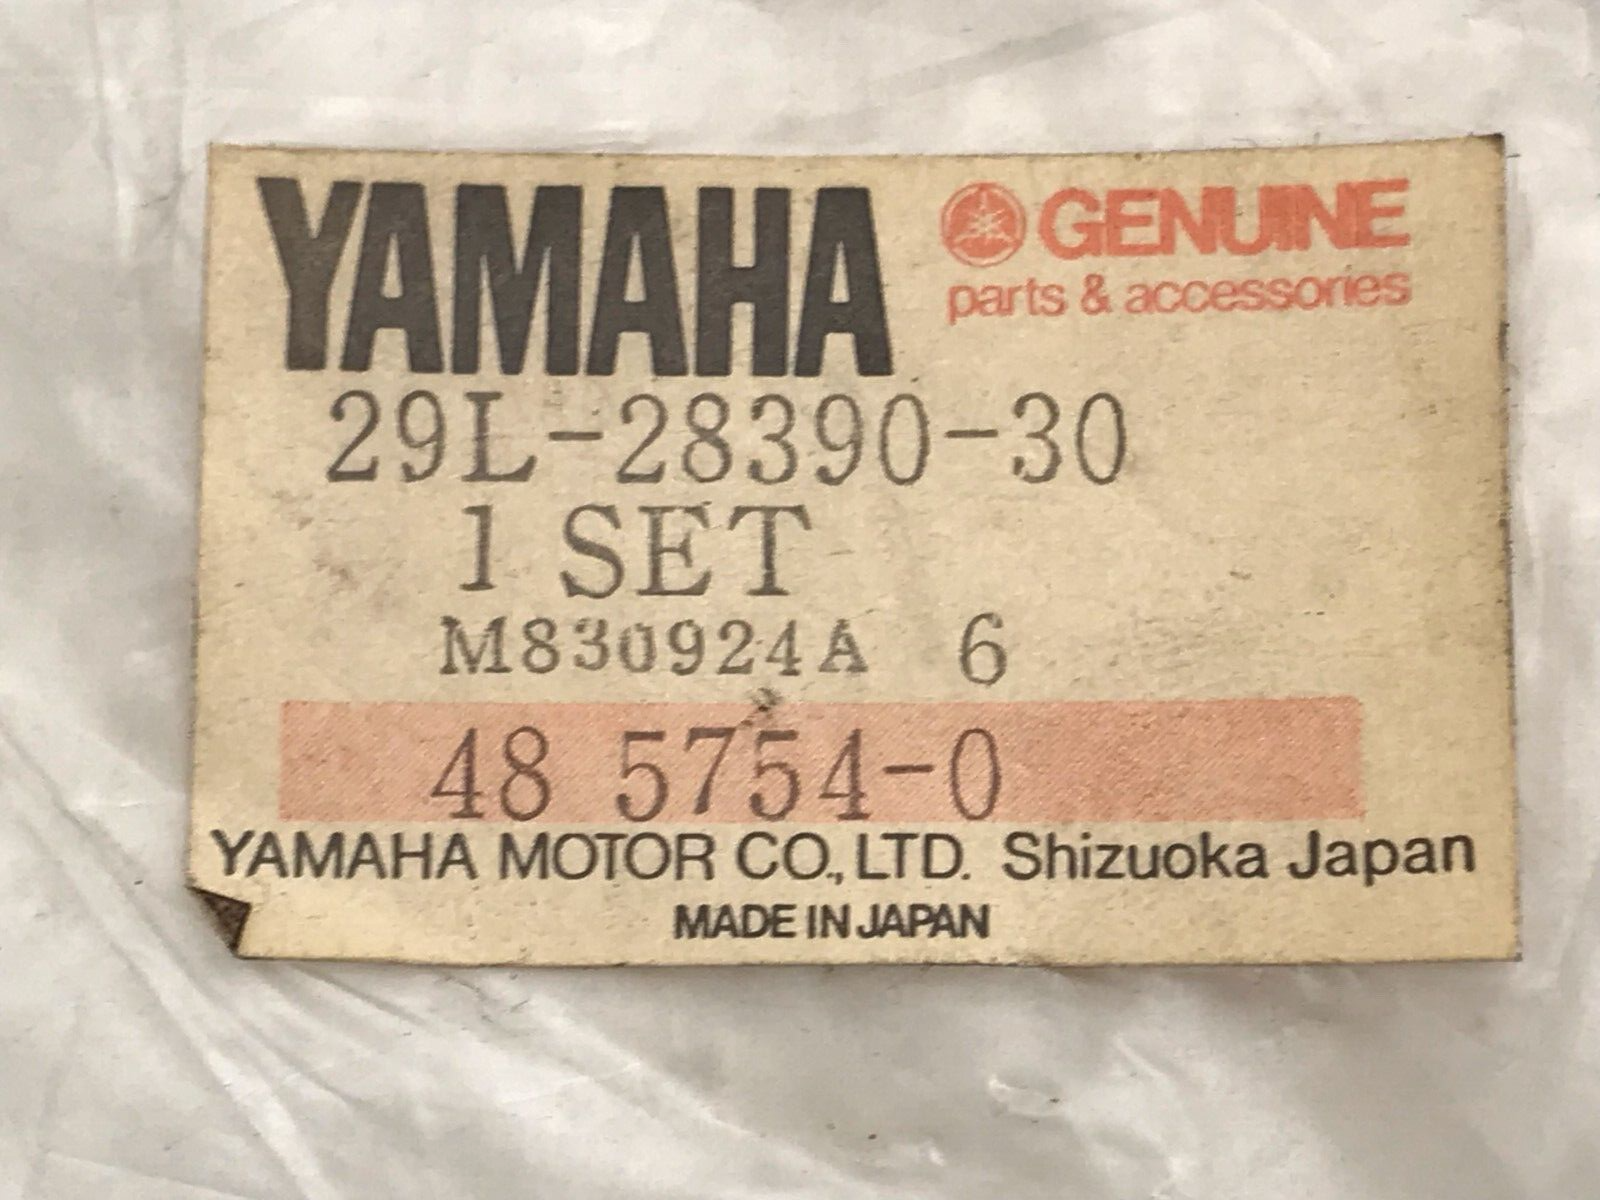 YAMAHA GENUINE
parts & accessories
29L-28390-30
1 SET
M830924A 6
48 5754-0
YAMAHA MOTOR CO., LTD. Shizuoka Japan
MADE IN JAPAN